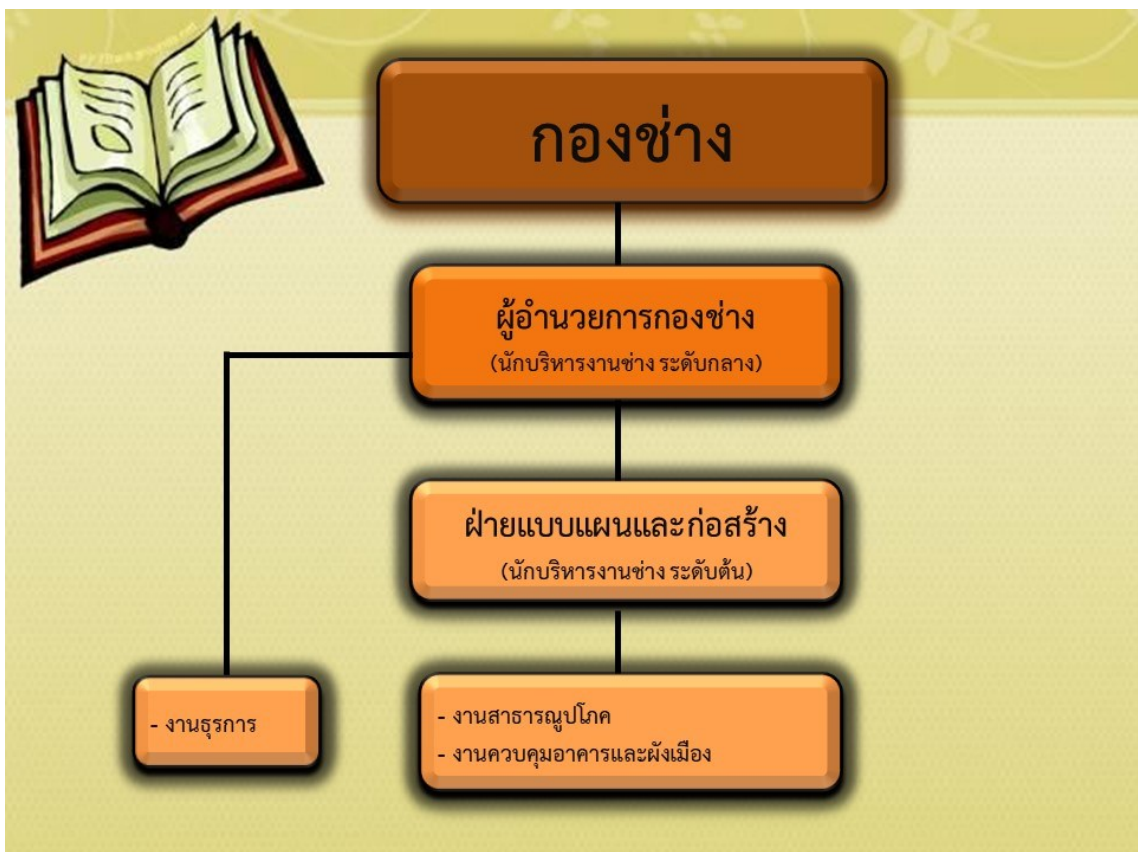 กองช่าง
ผู้อำนวยการกองช่าง
(นักบริหารงานช่าง ระดับกลาง)
ฝ่ายแบบแผนและก่อสร้าง
(นักบริหารงานช่าง ระดับต้น)
- งานธุรการ
- งานสาธารณูปโภค
- งานควบคุมอาคารและผังเมือง